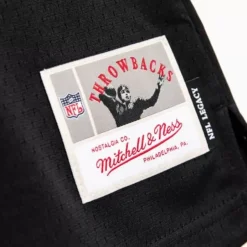 THROWBACKS
NFL
NOSTALGIA CO.
Mitchell & Ness
PHILADELPHIA, PA.
NFL LEGACY